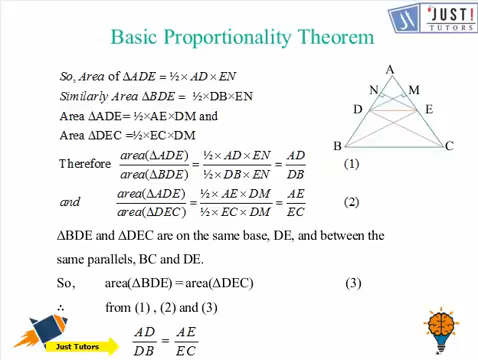 'JUST!
TUTORS
Basic Proportionality Theorem
So, Area of ΔADE = ½× AD × EN
Similarly Area ΔBDE = ½×DB×EN
Area ΔADE= ½×AE×DM and
Area ΔDEC= ½×EC×DM
Therefore area(ΔADE)/area(ΔBDE) = ½ × AD × EN/½ × DB × EN = AD/DB (1)
and area(ΔADE)/area(ΔDEC) = ½ × AE × DM/½ × EC × DM = AE/EC (2)
ΔBDE and ΔDEC are on the same base, DE, and between the
same parallels, BC and DE.
So, area(ΔBDE) = area(ΔDEC) (3)
∴ from (1) , (2) and (3)
AD/DB = AE/EC
A
N M
D E
B C
Just Tutors